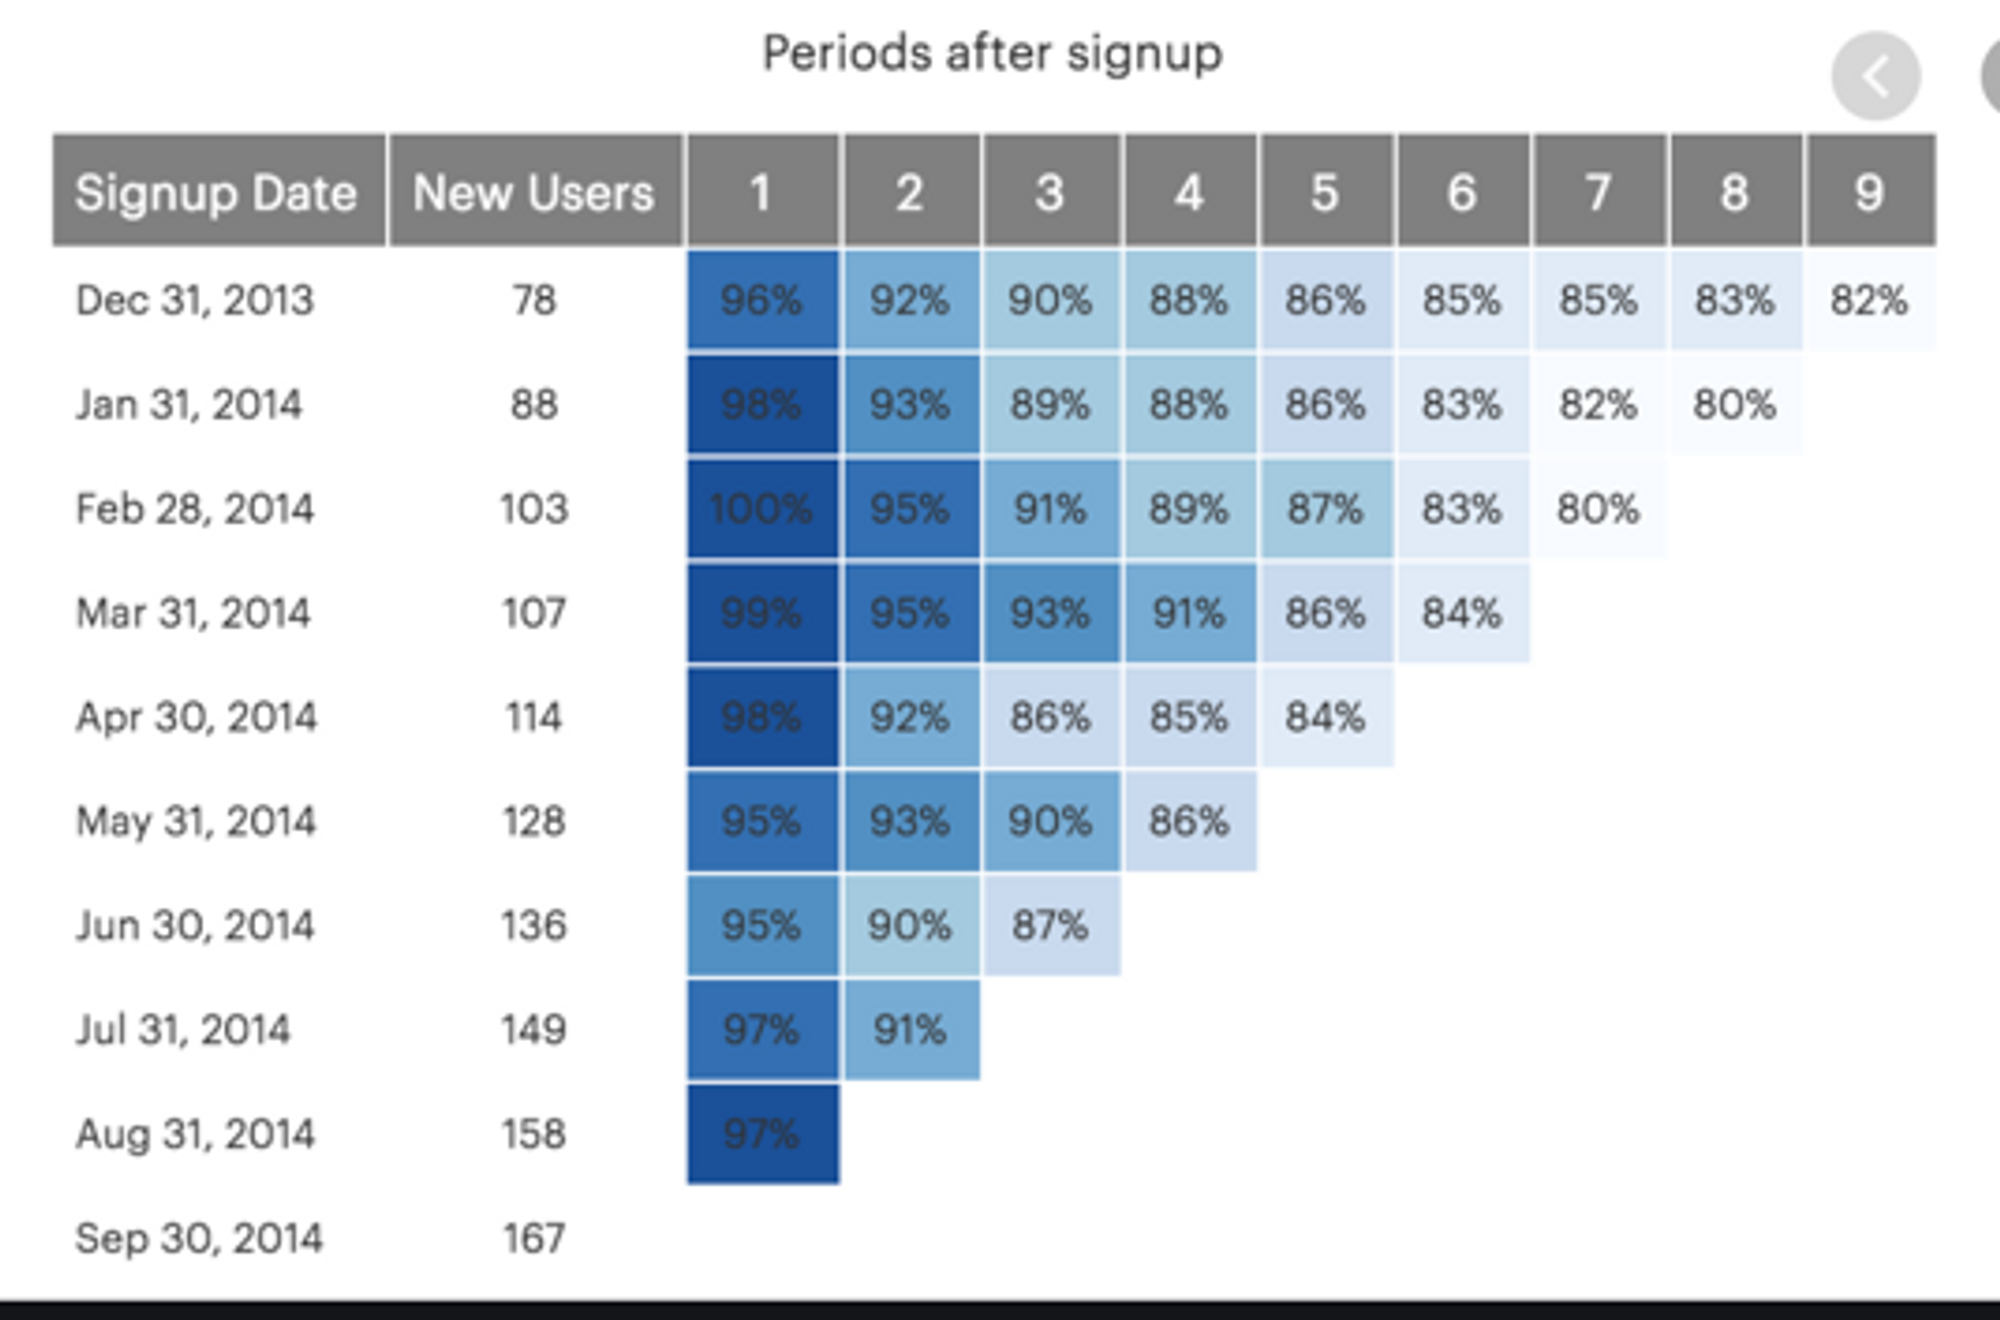 Periods after signup
Signup Date New Users 1 2 3 4 5 6 7 8 9
Dec 31, 2013 78 96% 92% 90% 88% 86% 85% 85% 83% 82%
Jan 31, 2014 88 98% 93% 89% 88% 86% 83% 82% 80%
Feb 28, 2014 103 100% 95% 91% 89% 87% 83% 80%
Mar 31, 2014 107 99% 95% 93% 91% 86% 84%
Apr 30, 2014 114 98% 92% 86% 85% 84%
May 31, 2014 128 95% 93% 90% 86%
Jun 30, 2014 136 95% 90% 87%
Jul 31, 2014 149 97% 91%
Aug 31, 2014 158 97%
Sep 30, 2014 167